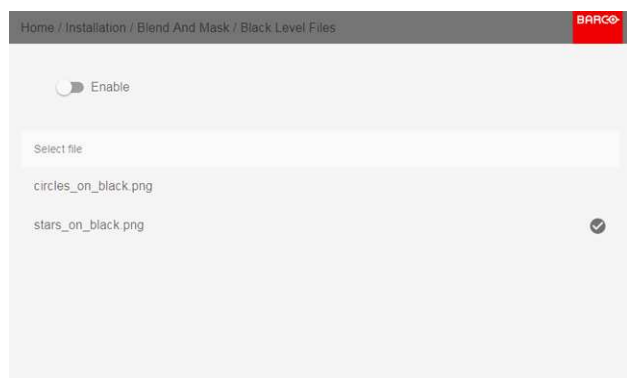 Home / Installation / Blend And Mask / Black Level Files
BARCO
Enable
Select file
circles_on_black.png
stars_on_black.png